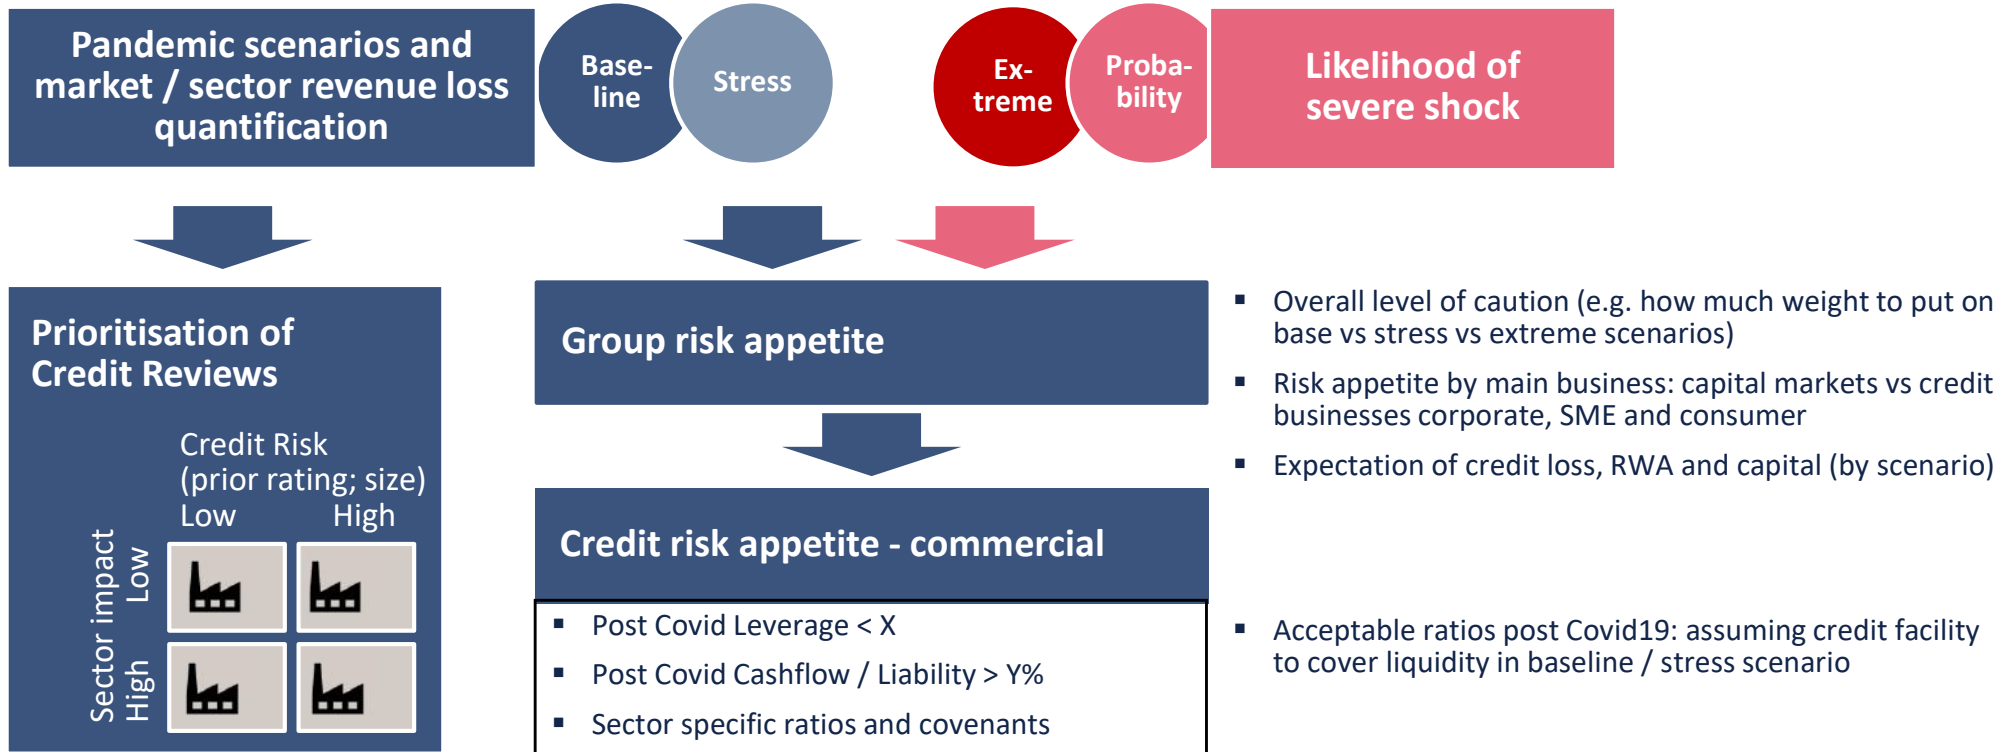 Pandemic scenarios and
market / sector revenue loss
quantification
Base-
line
Stress
Ex-
treme
Proba-
bility
Likelihood of
severe shock
Prioritisation of
Credit Reviews
Credit Risk
(prior rating; size)
Low High
Sector impact
Low
High
Group risk appetite
▪ Overall level of caution (e.g. how much weight to put on
base vs stress vs extreme scenarios)
▪ Risk appetite by main business: capital markets vs credit
businesses corporate, SME and consumer
▪ Expectation of credit loss, RWA and capital (by scenario)
Credit risk appetite - commercial
▪ Post Covid Leverage < X
▪ Post Covid Cashflow / Liability > Y%
▪ Sector specific ratios and covenants
▪ Acceptable ratios post Covid19: assuming credit facility
to cover liquidity in baseline / stress scenario